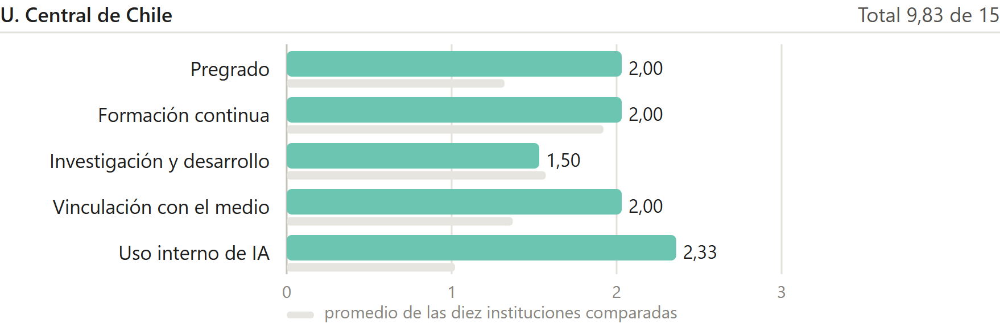 U. Central de Chile
Total 9,83 de 15
Pregrado 2,00
Formación continua 2,00
Investigación y desarrollo 1,50
Vinculación con el medio 2,00
Uso interno de IA 2,33
0 1 2 3
promedio de las diez instituciones comparadas